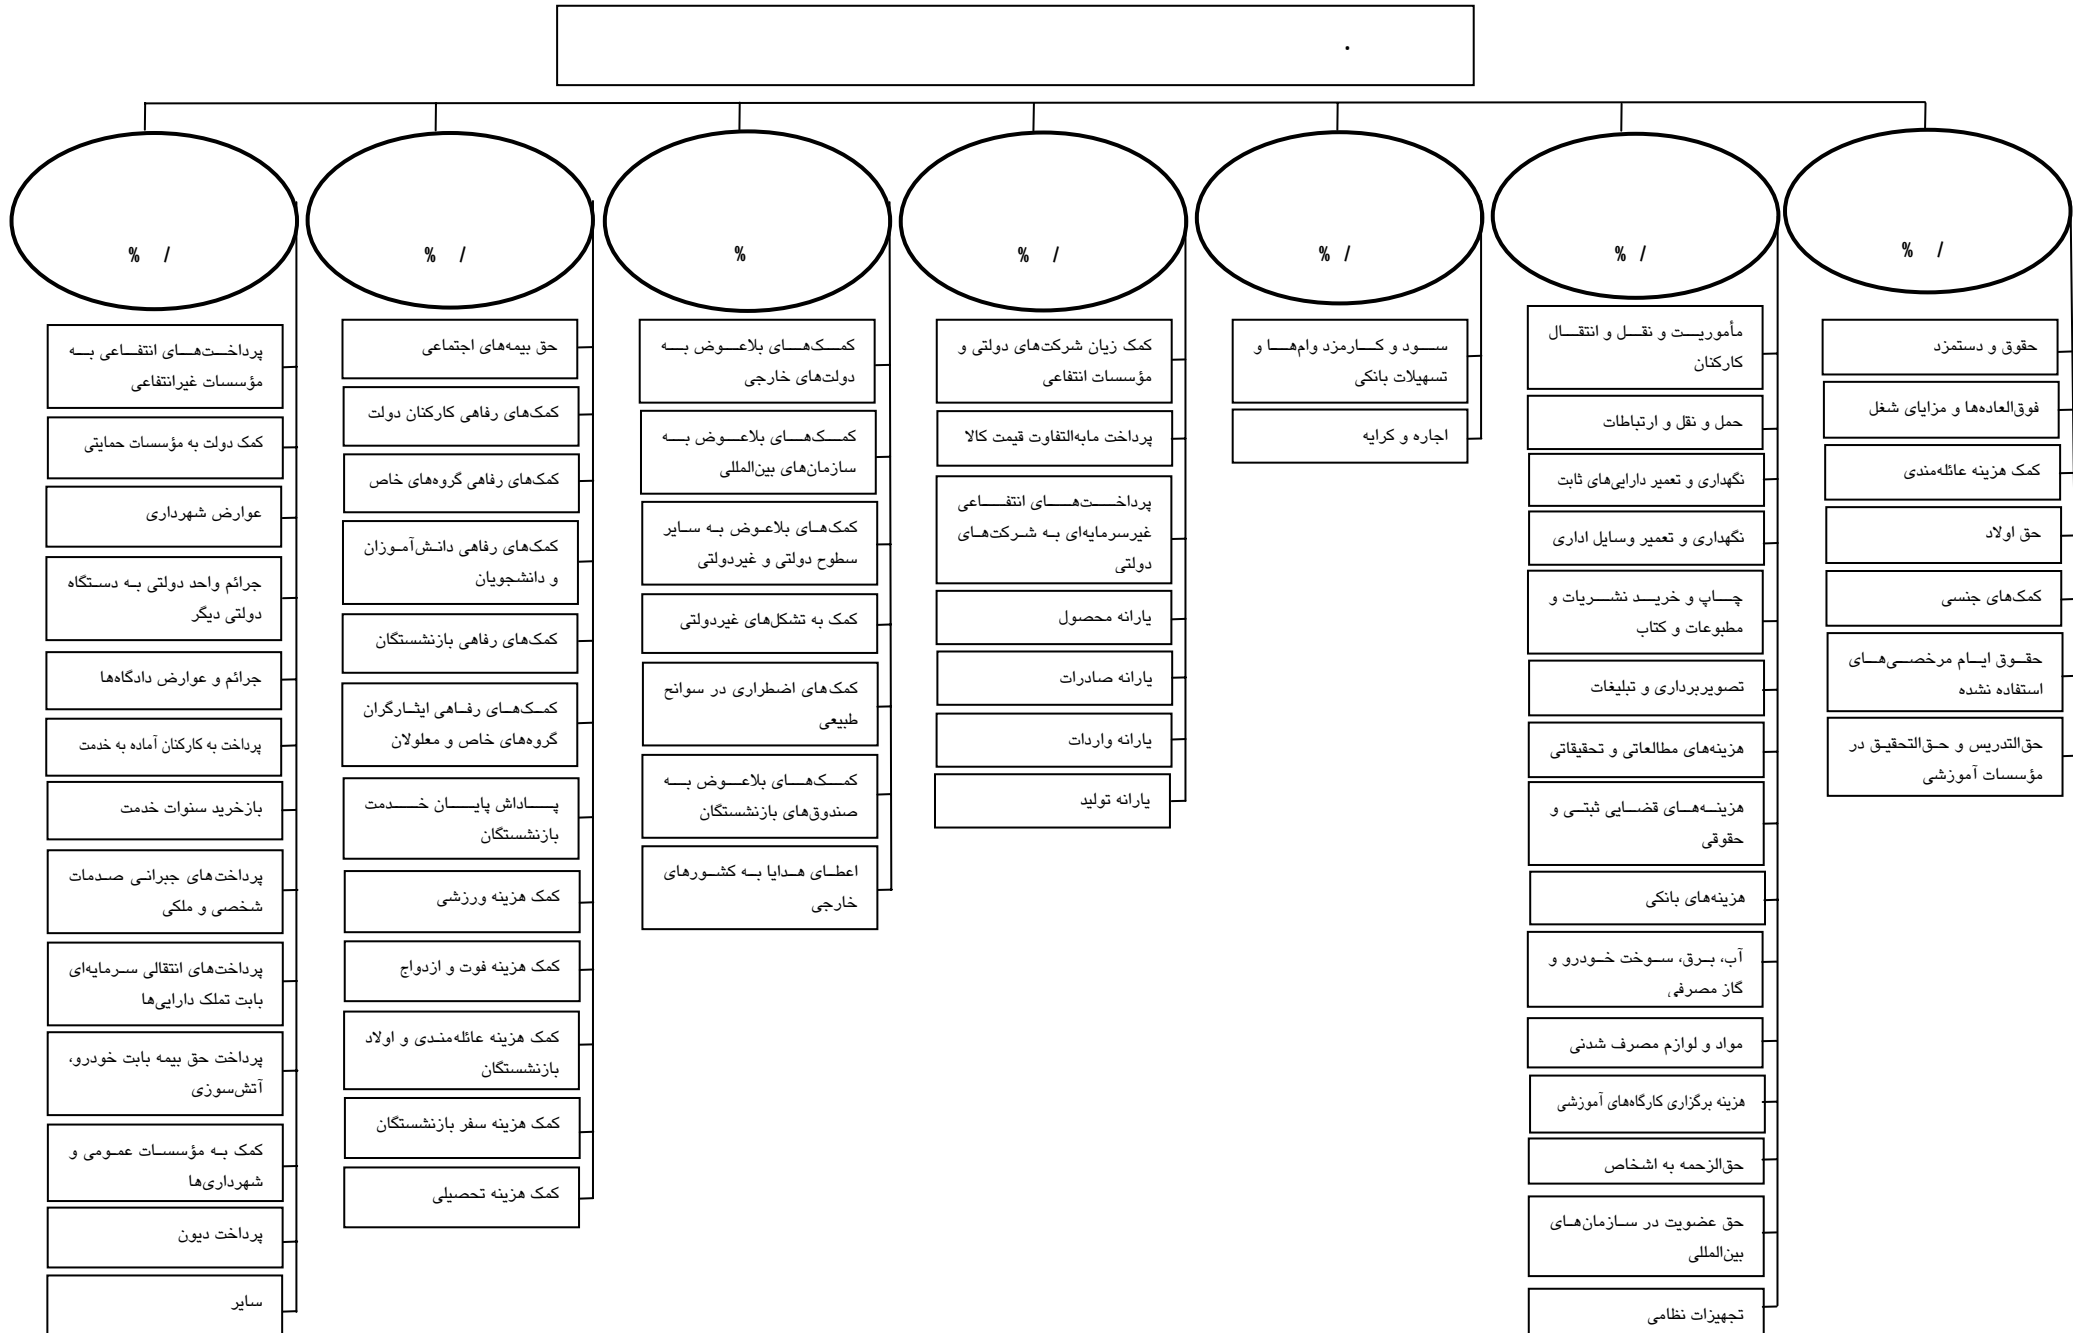 .
/ %
/ %
/ %
/ %
%
/ %
/ %
حقوق و دستمزد
فوق‌العاده‌ها و مزایای شغل
کمک هزینه عائله‌مندی
حق اولاد
کمک‌های جنسی
حقوق ایام مرخصی‌های
استفاده نشده
حق‌التدریس و حق‌التحقیق در
مؤسسات آموزشی
مأموریت و نقل و انتقال
کارکنان
حمل و نقل و ارتباطات
نگهداری و تعمیر دارایی‌های ثابت
نگهداری و تعمیر وسایل اداری
چاپ و خرید نشریات و
مطبوعات و کتاب
تصویربرداری و تبلیغات
هزینه‌های مطالعاتی و تحقیقاتی
هزینه‌های قضایی ثبتی و
حقوقی
هزینه‌های بانکی
آب، برق، سوخت خودرو و
گاز مصرفی
مواد و لوازم مصرف شدنی
هزینه برگزاری کارگاه‌های آموزشی
حق‌الزحمه به اشخاص
حق عضویت در سازمان‌های
بین‌المللی
تجهیزات نظامی
سود و کارمزد وام‌ها و
تسهیلات بانکی
اجاره و کرایه
کمک زیان شرکت‌های دولتی و
مؤسسات انتفاعی
پرداخت مابه‌التفاوت قیمت کالا
پرداخت‌های انتفاعی
غیرسرمایه‌ای به شرکت‌های
دولتی
یارانه محصول
یارانه صادرات
یارانه واردات
یارانه تولید
کمک‌های بلاعوض به
دولت‌های خارجی
کمک‌های بلاعوض به
سازمان‌های بین‌المللی
کمک‌های بلاعوض به سایر
سطوح دولتی و غیردولتی
کمک به تشکل‌های غیردولتی
کمک‌های اضطراری در سوانح
طبیعی
کمک‌های بلاعوض به
صندوق‌های بازنشستگان
اعطای هدایا به کشورهای
خارجی
حق بیمه‌های اجتماعی
کمک‌های رفاهی کارکنان دولت
کمک‌های رفاهی گروه‌های خاص
کمک‌های رفاهی دانش‌آموزان
و دانشجویان
کمک‌های رفاهی بازنشستگان
کمک‌های رفاهی ایثارگران
گروه‌های خاص و معلولان
پاداش پایان خدمت
بازنشستگان
کمک هزینه ورزشی
کمک هزینه فوت و ازدواج
کمک هزینه عائله‌مندی و اولاد
بازنشستگان
کمک هزینه سفر بازنشستگان
کمک هزینه تحصیلی
پرداخت‌های انتفاعی به
مؤسسات غیرانتفاعی
کمک دولت به مؤسسات حمایتی
عوارض شهرداری
جرائم واحد دولتی به دستگاه
دولتی دیگر
جرائم و عوارض دادگاه‌ها
پرداخت به کارکنان آماده به خدمت
بازخرید سنوات خدمت
پرداخت‌های جبرانی صدمات
شخصی و ملکی
پرداخت‌های انتقالی سرمایه‌ای
بابت تملک دارایی‌ها
پرداخت حق بیمه بابت خودرو،
آتش‌سوزی
کمک به مؤسسات عمومی و
شهرداری‌ها
پرداخت دیون
سایر